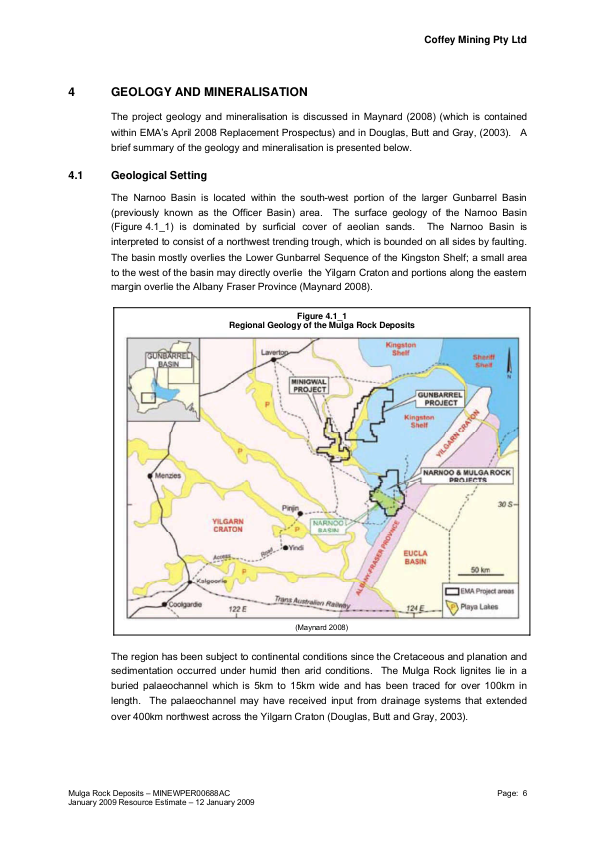 Coffey Mining Pty Ltd
4 GEOLOGY AND MINERALISATION
The project geology and mineralisation is discussed in Maynard (2008) (which is contained
within EMA's April 2008 Replacement Prospectus) and in Douglas, Butt and Gray, (2003). A
brief summary of the geology and mineralisation is presented below.
4.1 Geological Setting
The Narnoo Basin is located within the south-west portion of the larger Gunbarrel Basin
(previously known as the Officer Basin) area. The surface geology of the Narnoo Basin
(Figure 4.1_1) is dominated by surficial cover of aeolian sands. The Narnoo Basin is
interpreted to consist of a northwest trending trough, which is bounded on all sides by faulting.
The basin mostly overlies the Lower Gunbarrel Sequence of the Kingston Shelf; a small area
to the west of the basin may directly overlie the Yilgarn Craton and portions along the eastern
margin overlie the Albany Fraser Province (Maynard 2008).
Figure 4.1_1
Regional Geology of the Mulga Rock Deposits
GUNBARREL
BASIN
Laverton
Kingston
Shelf
Sheriff
Shelf
N
MINIGWAL
PROJECT
GUNBARREL
PROJECT
P
Kingston
Shelf
YILGARN CRATON
P
Menzies
NARNOO & MULGA ROCK
PROJECTS
30 S
Pinjin
YILGARN
CRATON
P
NARNOO
BASIN
Yindi
Access Road
ALBANY FRASER PROVINCE
EUCLA
BASIN
P
Kalgoorlie
50 km
Coolgardie
Trans Australian Railway
122 E
124 E
EMA Project areas
P Playa Lakes
(Maynard 2008)
The region has been subject to continental conditions since the Cretaceous and planation and
sedimentation occurred under humid then arid conditions. The Mulga Rock lignites lie in a
buried palaeochannel which is 5km to 15km wide and has been traced for over 100km in
length. The palaeochannel may have received input from drainage systems that extended
over 400km northwest across the Yilgarn Craton (Douglas, Butt and Gray, 2003).
Mulga Rock Deposits – MINEWPER00688AC
Page: 6
January 2009 Resource Estimate – 12 January 2009